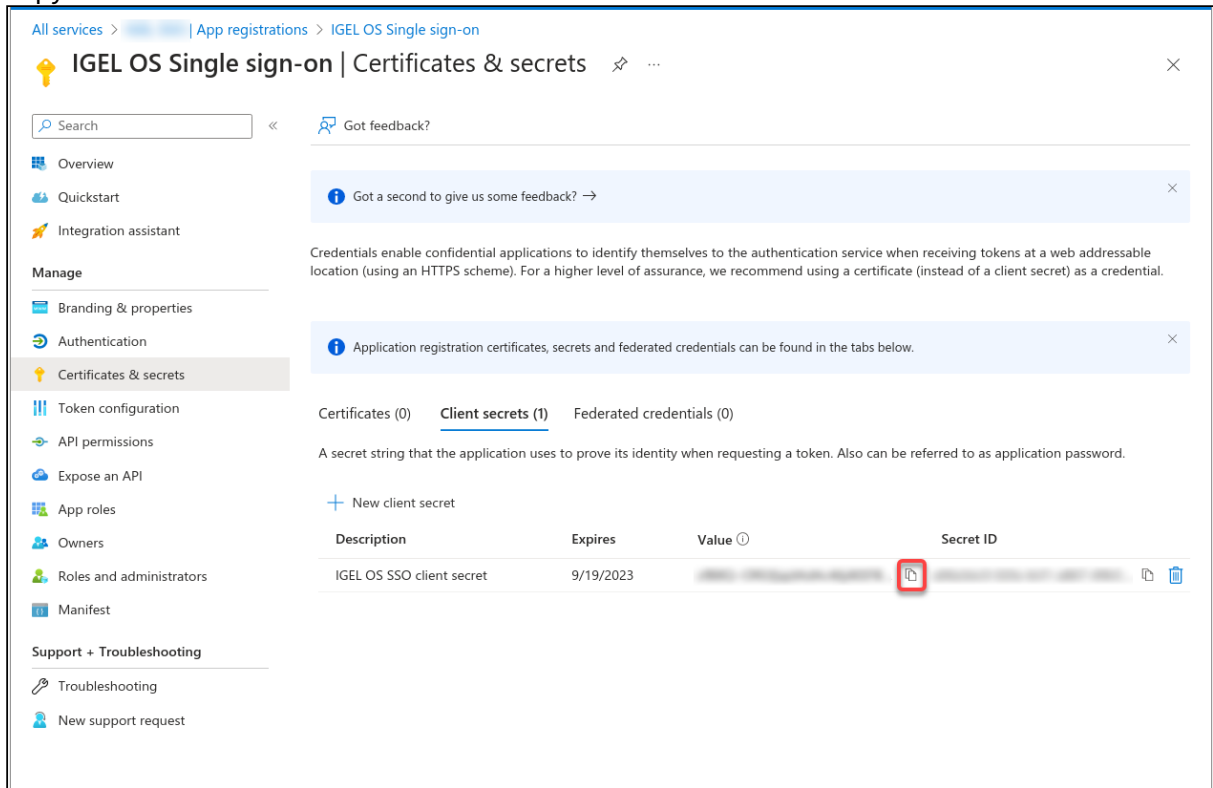 All services > | App registrations > IGEL OS Single sign-on
IGEL OS Single sign-on | Certificates & secrets
Search
Got feedback?
Overview
Quickstart
Integration assistant
Manage
Branding & properties
Authentication
Certificates & secrets
Token configuration
API permissions
Expose an API
App roles
Owners
Roles and administrators
Manifest
Support + Troubleshooting
Troubleshooting
New support request
Got a second to give us some feedback? →
Credentials enable confidential applications to identify themselves to the authentication service when receiving tokens at a web addressable
location (using an HTTPS scheme). For a higher level of assurance, we recommend using a certificate (instead of a client secret) as a credential.
Application registration certificates, secrets and federated credentials can be found in the tabs below.
Certificates (0) Client secrets (1) Federated credentials (0)
A secret string that the application uses to prove its identity when requesting a token. Also can be referred to as application password.
New client secret
Description Expires Value Secret ID
IGEL OS SSO client secret 9/19/2023